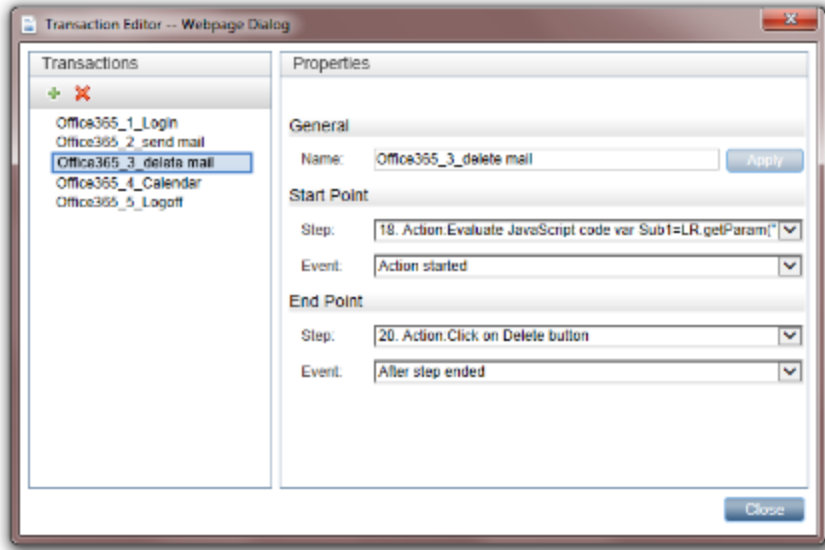 Transaction Editor -- Webpage Dialog
Transactions
Office365_1_Login
Office365_2_send mail
Office365_3_delete mail
Office365_4_Calendar
Office365_5_Logoff
Properties
General
Name: Office365_3_delete mail Apply
Start Point
Step: 18. Action:Evaluate JavaScript code var Sub1=LR.getParam("
Event: Action started
End Point
Step: 20. Action:Click on Delete button
Event: After step ended
Close